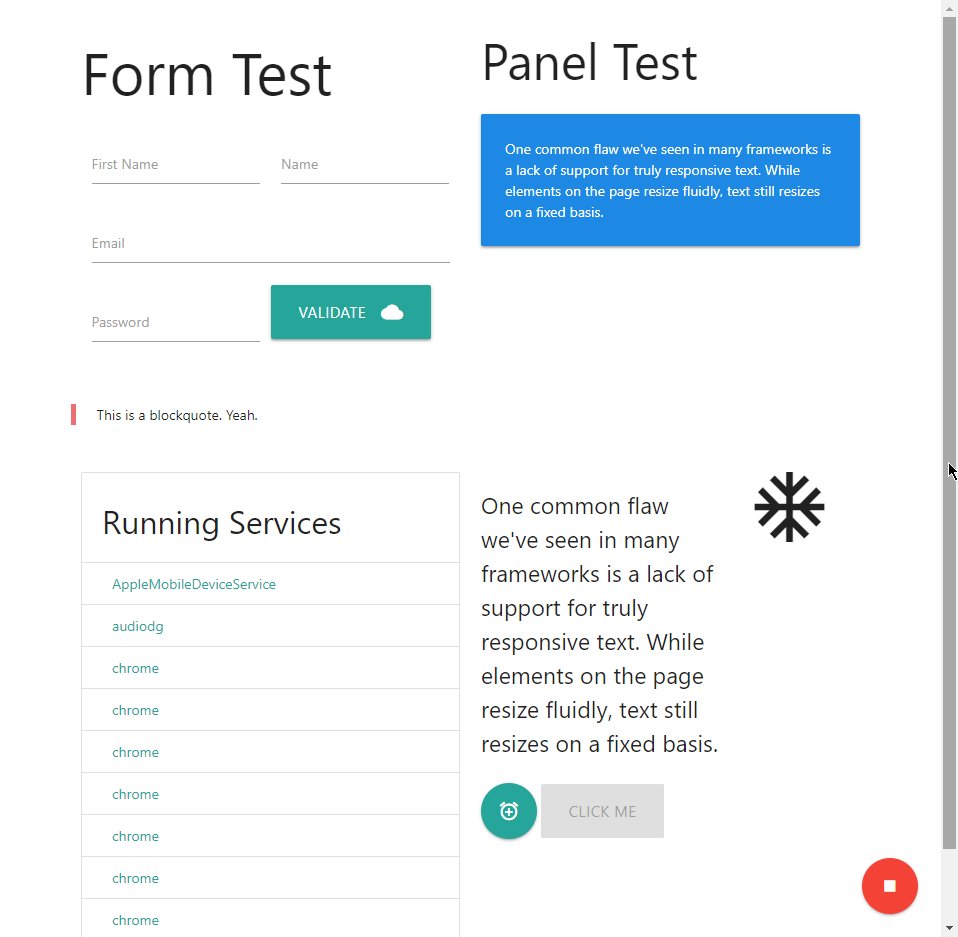 Form Test
First Name
Name
Email
Password
VALIDATE
Panel Test
One common flaw we've seen in many frameworks is
a lack of support for truly responsive text. While
elements on the page resize fluidly, text still resizes
on a fixed basis.
This is a blockquote. Yeah.
Running Services
AppleMobileDeviceService
audiodg
chrome
chrome
chrome
chrome
chrome
chrome
chrome
One common flaw
we've seen in many
frameworks is a lack of
support for truly
responsive text. While
elements on the page
resize fluidly, text still
resizes on a fixed basis.
CLICK ME